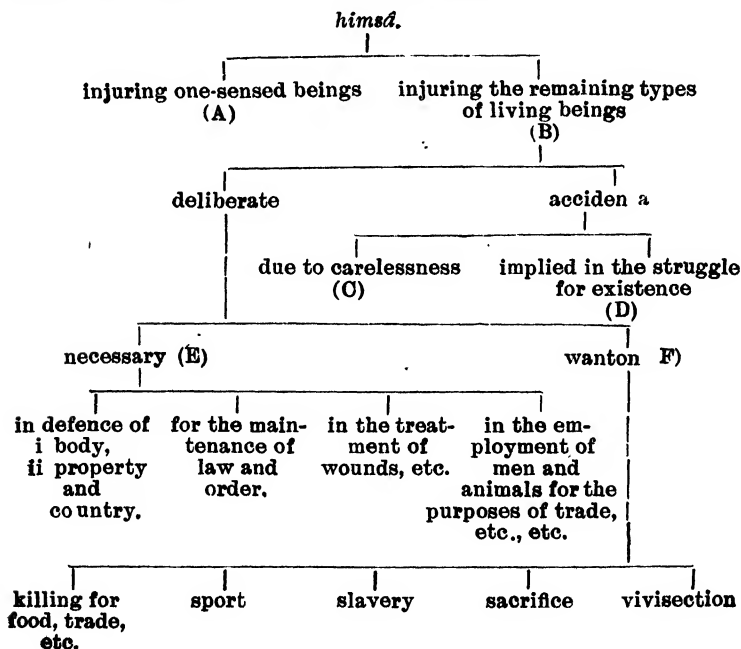 himsâ.
injuring one-sensed beings
(A)
injuring the remaining types
of living beings
(B)
deliberate
acciden a
due to carelessness
(C)
implied in the struggle
for existence
(D)
necessary (E)
wanton F)
in defence of
i body,
ii property
and
country.
for the main-
tenance of
law and
order.
in the treat-
ment of
wounds, etc.
in the em-
ployment of
men and
animals for the
purposes of trade,
etc., etc.
killing for
food, trade,
etc.
sport
slavery
sacrifice
vivisection